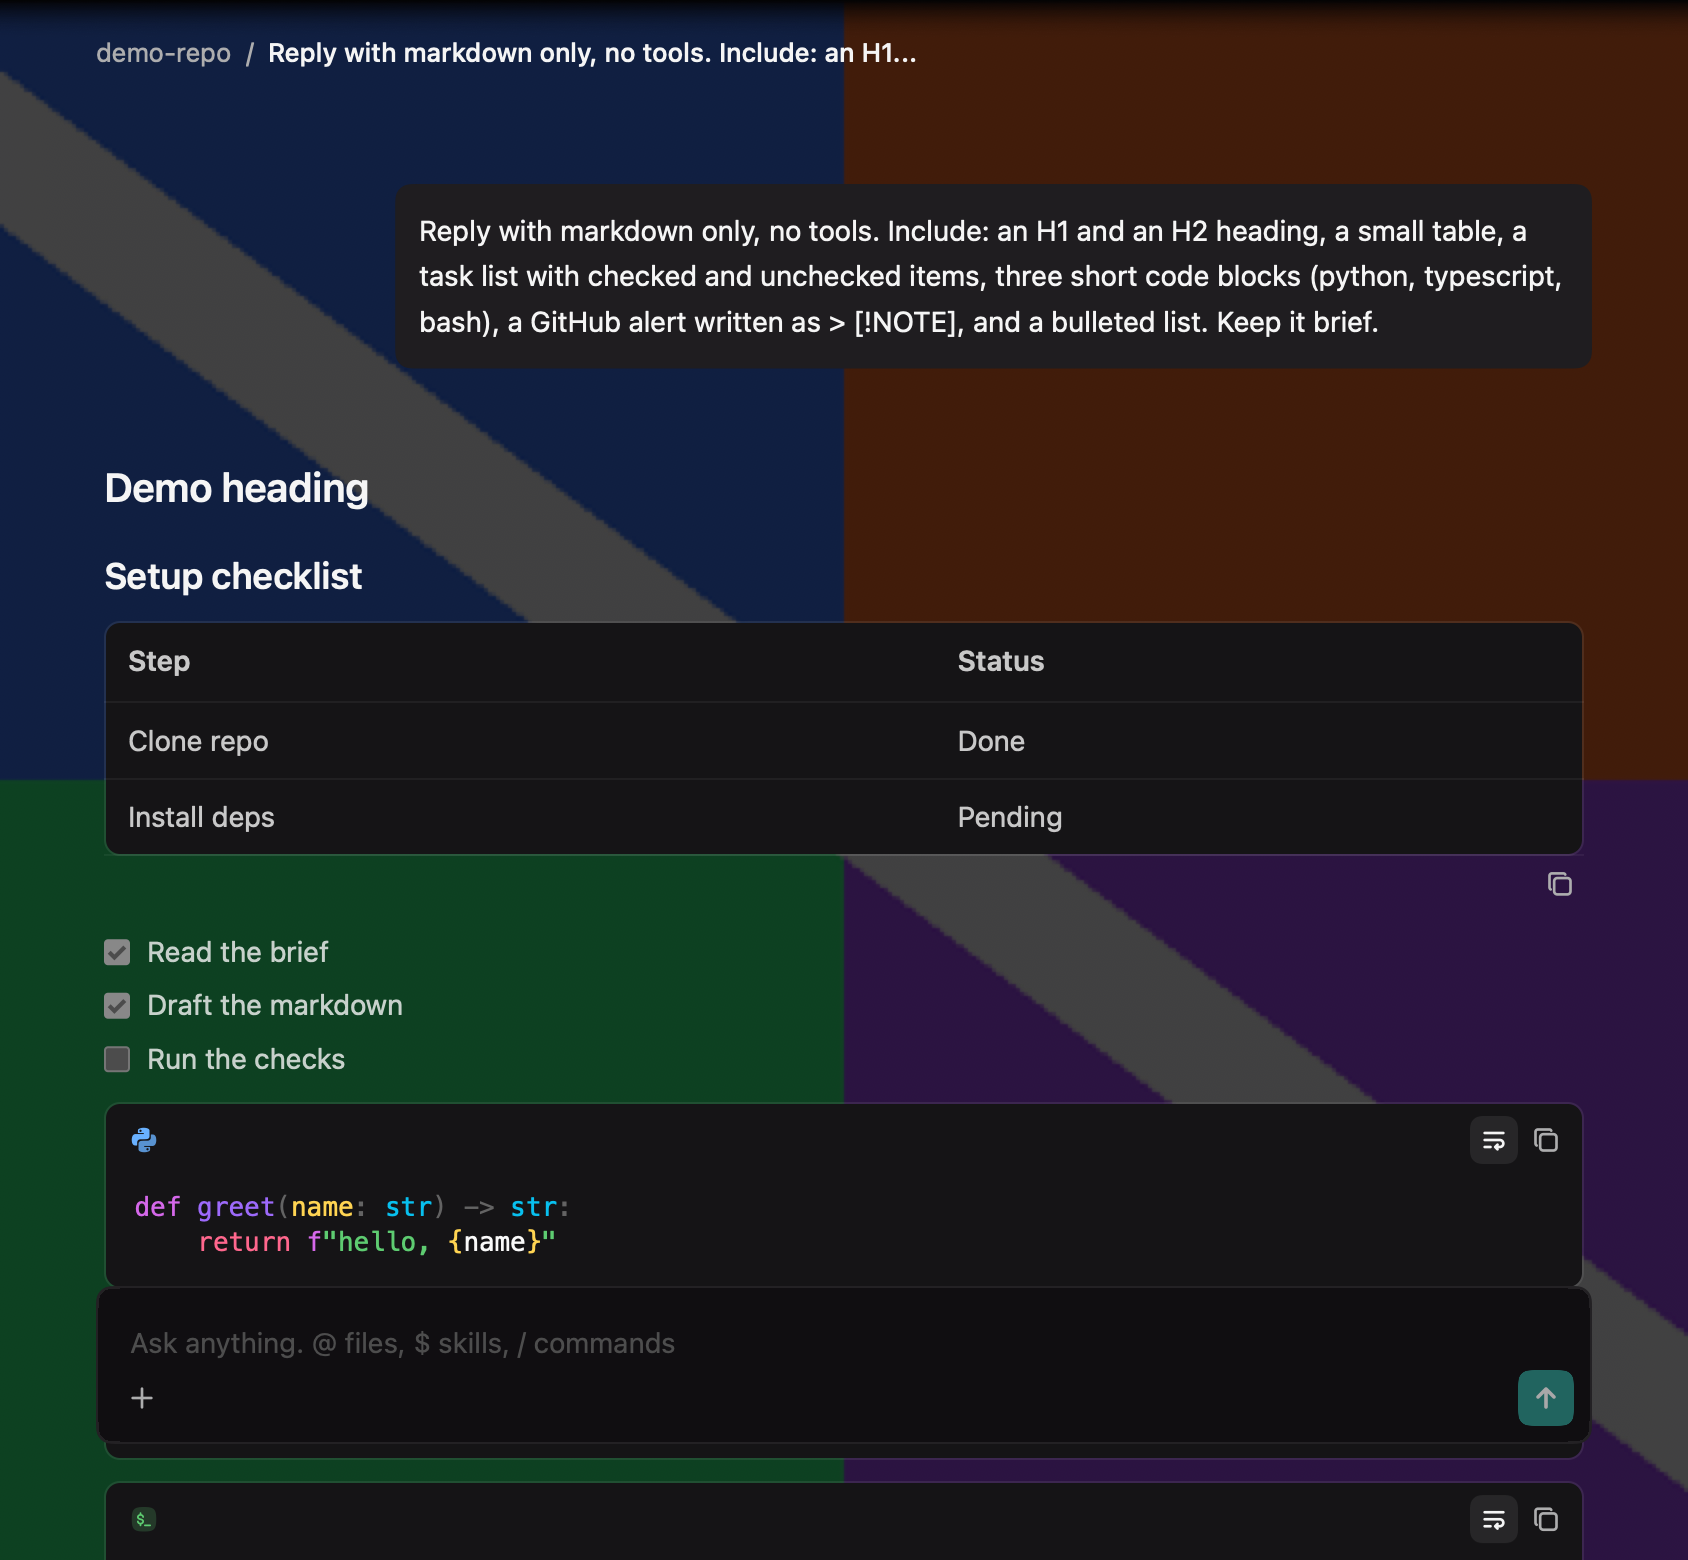 demo-repo / Reply with markdown only, no tools. Include: an H1...
Reply with markdown only, no tools. Include: an H1 and an H2 heading, a small table, a
task list with checked and unchecked items, three short code blocks (python, typescript,
bash), a GitHub alert written as > [!NOTE], and a bulleted list. Keep it brief.
Demo heading
Setup checklist
Step Status
Clone repo Done
Install deps Pending
Read the brief
Draft the markdown
Run the checks
def greet(name: str) -> str:
    return f"hello, {name}"
Ask anything. @ files, $ skills, / commands
$_